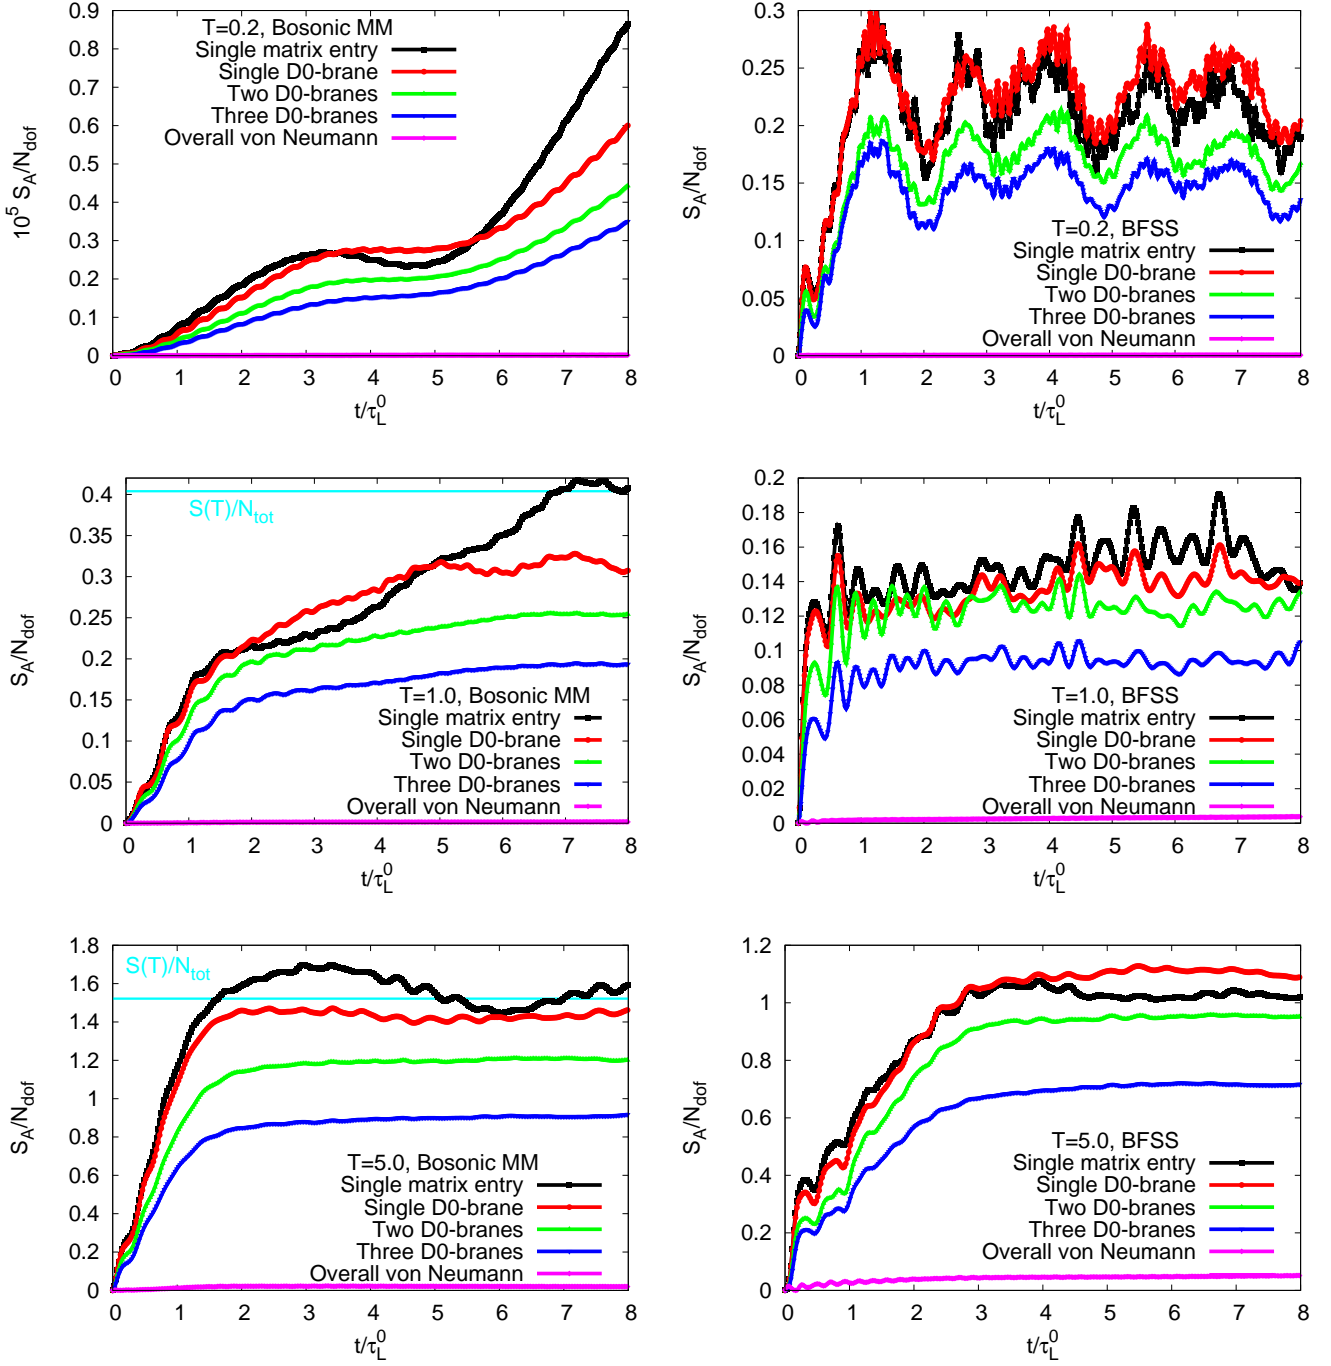 T=0.2, Bosonic MM
Single matrix entry
Single D0-brane
Two D0-branes
Three D0-branes
Overall von Neumann
10^5 S_A/N_dof
0.9
0.8
0.7
0.6
0.5
0.4
0.3
0.2
0.1
0
0 1 2 3 4 5 6 7 8
t/τ_L^0
T=0.2, BFSS
Single matrix entry
Single D0-brane
Two D0-branes
Three D0-branes
Overall von Neumann
S_A/N_dof
0.3
0.25
0.2
0.15
0.1
0.05
0
0 1 2 3 4 5 6 7 8
t/τ_L^0
S(T)/N_tot
T=1.0, Bosonic MM
Single matrix entry
Single D0-brane
Two D0-branes
Three D0-branes
Overall von Neumann
S_A/N_dof
0.4
0.35
0.3
0.25
0.2
0.15
0.1
0.05
0
0 1 2 3 4 5 6 7 8
t/τ_L^0
T=1.0, BFSS
Single matrix entry
Single D0-brane
Two D0-branes
Three D0-branes
Overall von Neumann
S_A/N_dof
0.2
0.18
0.16
0.14
0.12
0.1
0.08
0.06
0.04
0.02
0
0 1 2 3 4 5 6 7 8
t/τ_L^0
S(T)/N_tot
T=5.0, Bosonic MM
Single matrix entry
Single D0-brane
Two D0-branes
Three D0-branes
Overall von Neumann
S_A/N_dof
1.8
1.6
1.4
1.2
1
0.8
0.6
0.4
0.2
0
0 1 2 3 4 5 6 7 8
t/τ_L^0
T=5.0, BFSS
Single matrix entry
Single D0-brane
Two D0-branes
Three D0-branes
Overall von Neumann
S_A/N_dof
1.2
1
0.8
0.6
0.4
0.2
0
0 1 2 3 4 5 6 7 8
t/τ_L^0